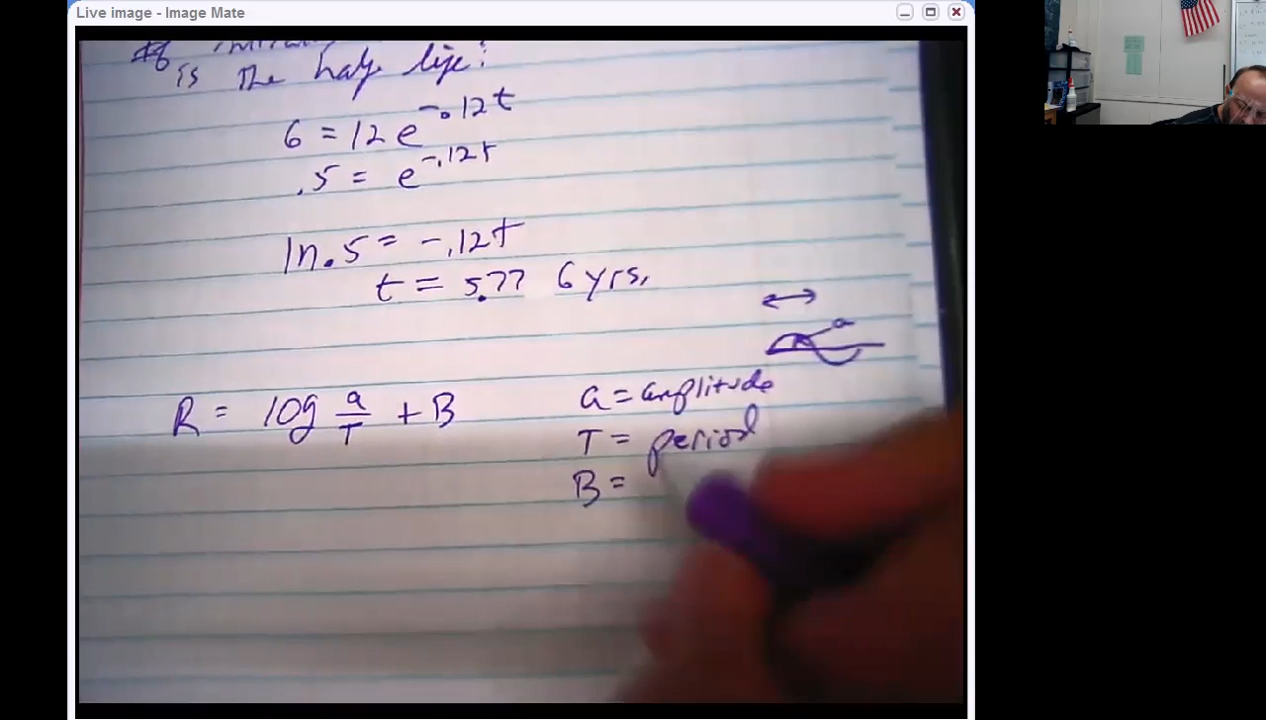 Live image - Image Mate
is the half life?
6 = 12 e^-.12t
.5 = e^-.12t
ln .5 = -.12t
t = 5.77 6 yrs.
a
R = log a/T + B
a = amplitude
T = period
B =